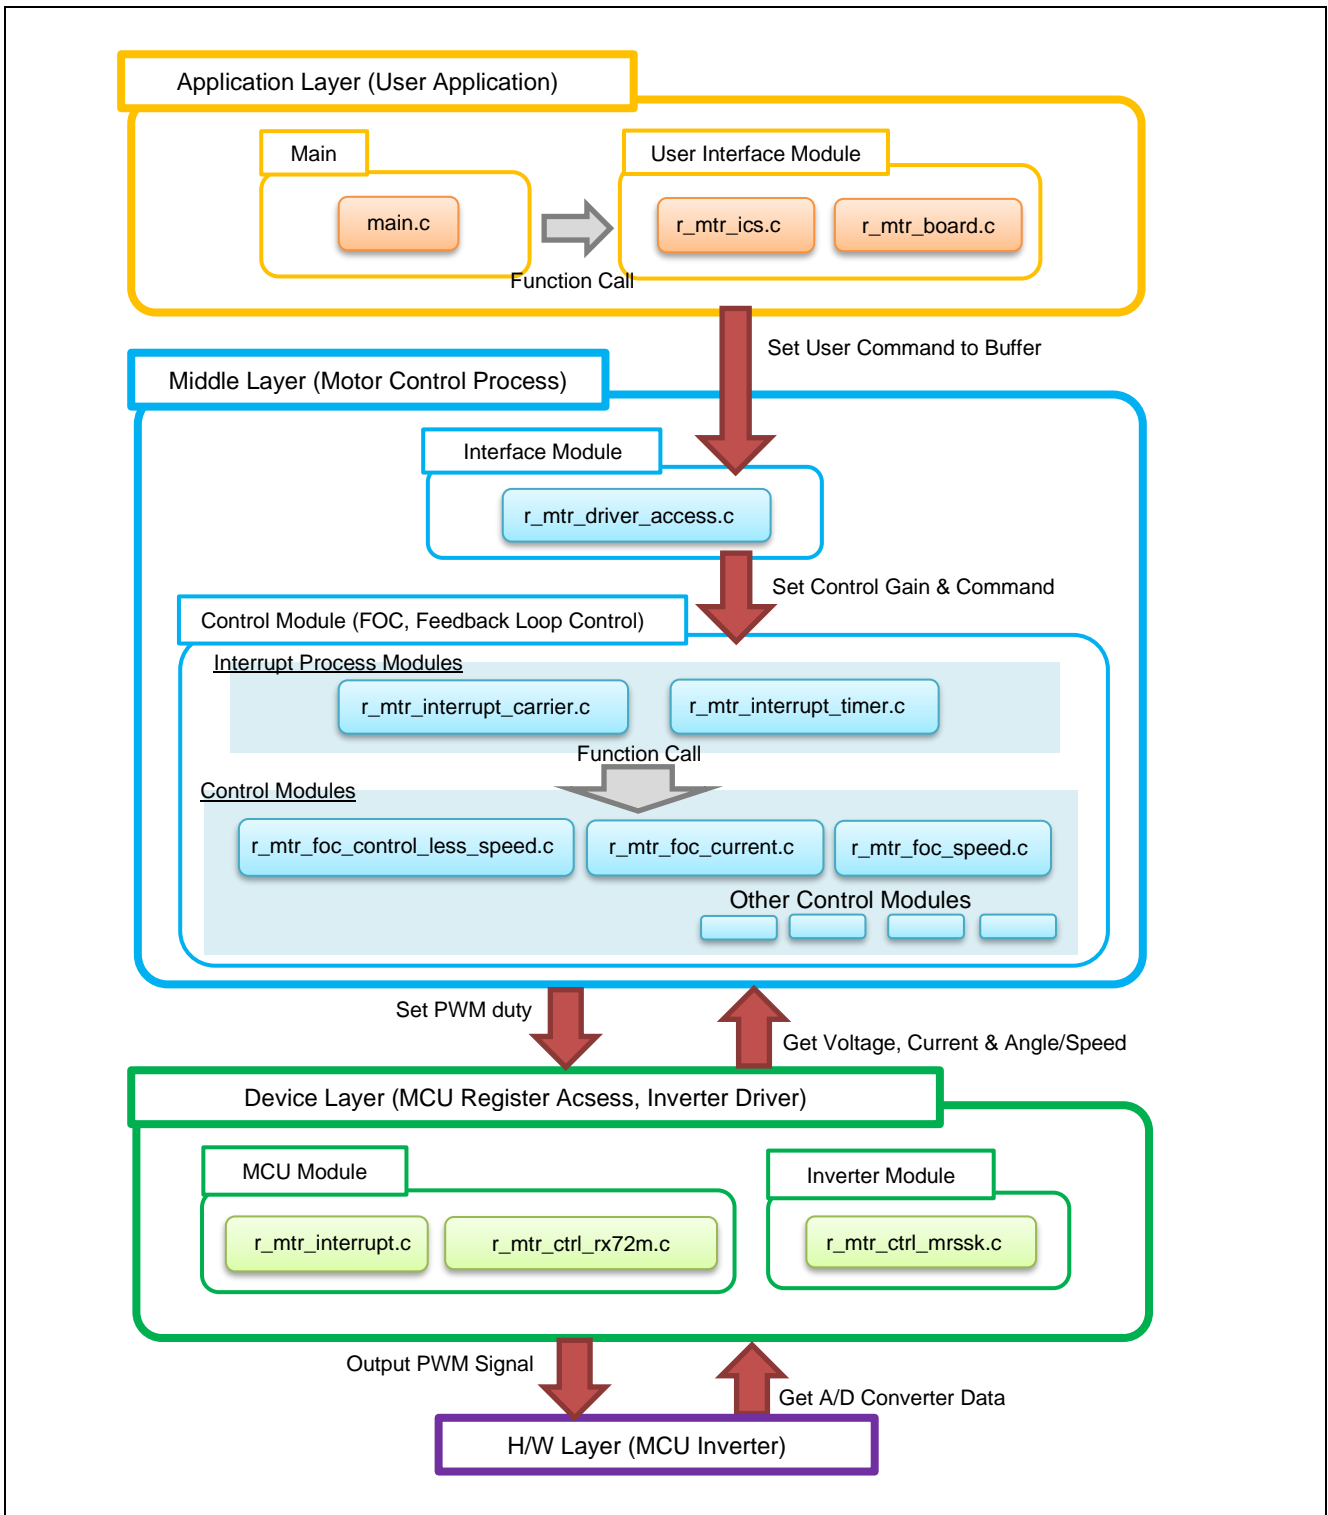 Application Layer (User Application)
Main
User Interface Module
main.c
r_mtr_ics.c
r_mtr_board.c
Function Call
Set User Command to Buffer
Middle Layer (Motor Control Process)
Interface Module
r_mtr_driver_access.c
Set Control Gain & Command
Control Module (FOC, Feedback Loop Control)
Interrupt Process Modules
r_mtr_interrupt_carrier.c
r_mtr_interrupt_timer.c
Function Call
Control Modules
r_mtr_foc_control_less_speed.c
r_mtr_foc_current.c
r_mtr_foc_speed.c
Other Control Modules
Set PWM duty
Get Voltage, Current & Angle/Speed
Device Layer (MCU Register Acsess, Inverter Driver)
MCU Module
Inverter Module
r_mtr_interrupt.c
r_mtr_ctrl_rx72m.c
r_mtr_ctrl_mrssk.c
Output PWM Signal
Get A/D Converter Data
H/W Layer (MCU Inverter)